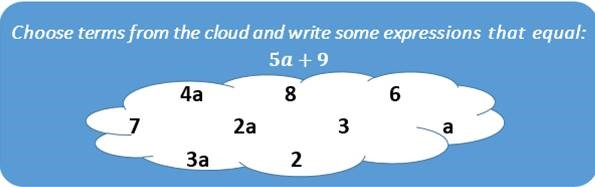 Choose terms from the cloud and write some expressions that equal:
5a + 9
4a 8 6
7 2a 3 a
3a 2